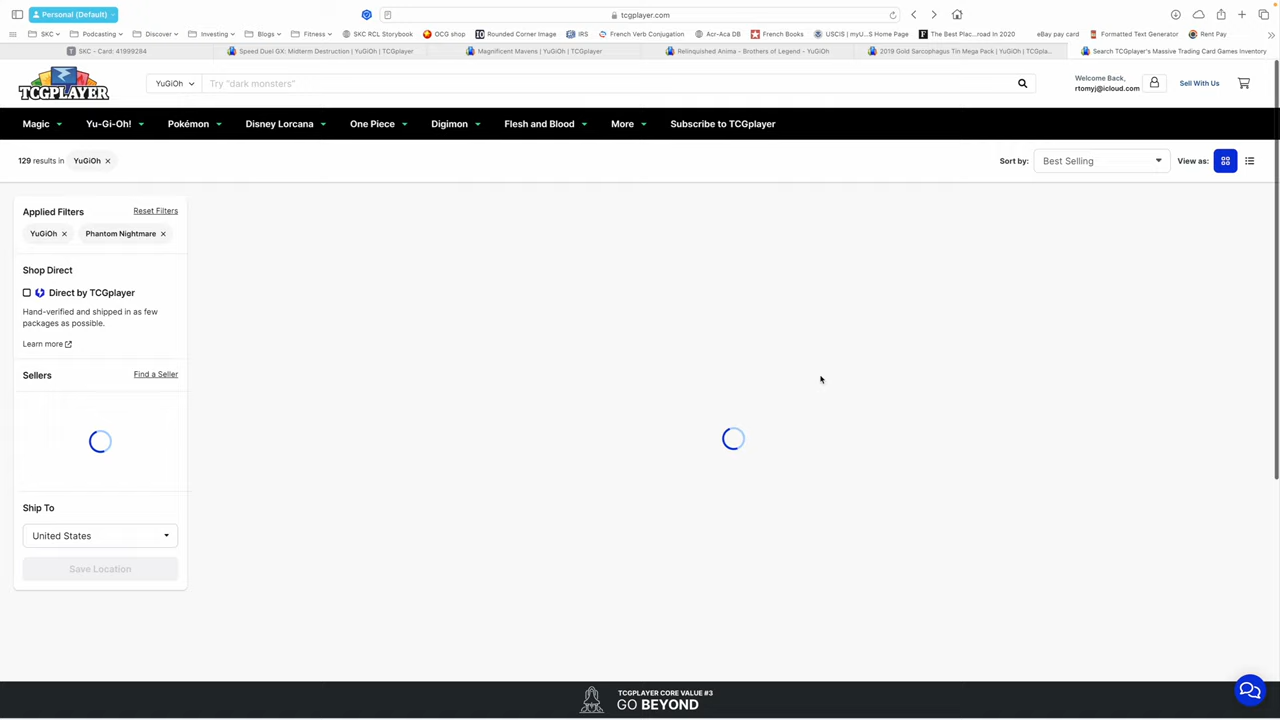 Personal (Default)
tcgplayer.com
SKC
Podcasting
Discover
Investing
Blogs
Fitness
SKC RCL Storybook
OCG shop
Rounded Corner Image
IRS
French Verb Conjugation
Acr-Aca DB
French Books
USCIS | myU...S Home Page
The Best Plac...road in 2020
eBay pay card
Formatted Text Generator
Rent Pay
SKC - Card: 41999284
Speed Duel GX: Midterm Destruction | YuGiOh | TCGplayer
Magnificent Mavens | YuGiOh | TCGplayer
Relinquished Anima - Brothers of Legend - YuGiOh
2019 Gold Sarcophagus Tin Mega Pack | YuGiOh | TCGpla...
Search TCGplayer's Massive Trading Card Games Inventory
TCGPLAYER
YuGiOh
Try "dark monsters"
Welcome Back,
rtomyj@icloud.com
Sell With Us
Magic
Yu-Gi-Oh!
Pokémon
Disney Lorcana
One Piece
Digimon
Flesh and Blood
More
Subscribe to TCGplayer
129 results in YuGiOh
Sort by: Best Selling
View as:
Applied Filters
Reset Filters
YuGiOh
Phantom Nightmare
Shop Direct
Direct by TCGplayer
Hand-verified and shipped in as few
packages as possible.
Learn more
Sellers
Find a Seller
Ship To
United States
Save Location
TCGPLAYER CORE VALUE #3
GO BEYOND